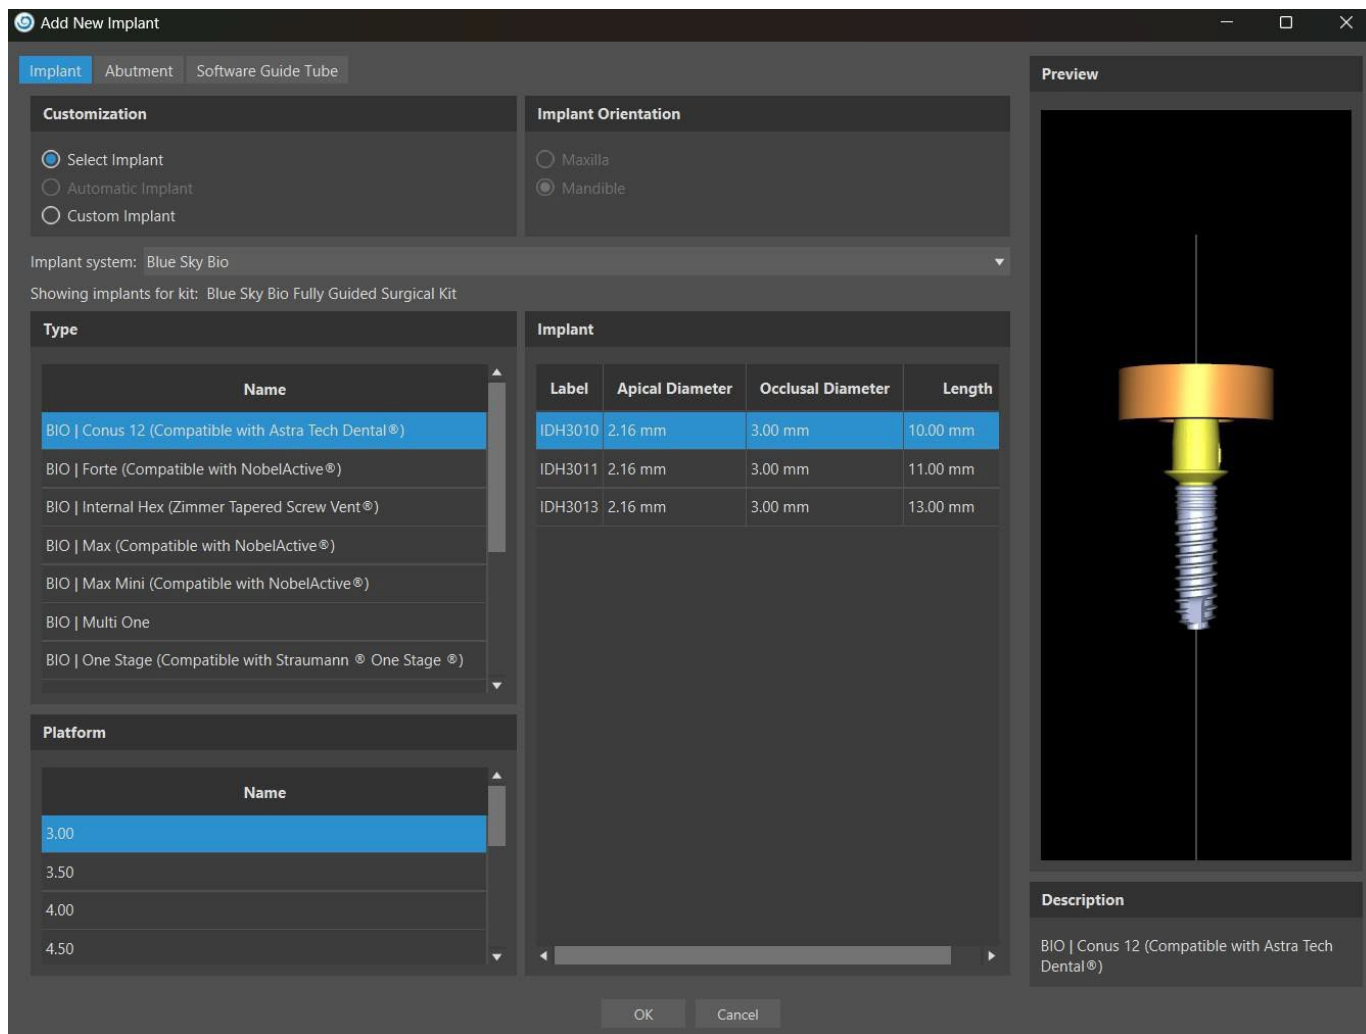 Add New Implant
Implant
Abutment
Software Guide Tube
Customization
Select Implant
Automatic Implant
Custom Implant
Implant Orientation
Maxilla
Mandible
Implant system: Blue Sky Bio
Showing implants for kit: Blue Sky Bio Fully Guided Surgical Kit
Type
Name
BIO | Conus 12 (Compatible with Astra Tech Dental®)
BIO | Forte (Compatible with NobelActive®)
BIO | Internal Hex (Zimmer Tapered Screw Vent®)
BIO | Max (Compatible with NobelActive®)
BIO | Max Mini (Compatible with NobelActive®)
BIO | Multi One
BIO | One Stage (Compatible with Straumann ® One Stage ®)
Platform
Name
3.00
3.50
4.00
4.50
Implant
Label Apical Diameter Occlusal Diameter Length
IDH3010 2.16 mm 3.00 mm 10.00 mm
IDH3011 2.16 mm 3.00 mm 11.00 mm
IDH3013 2.16 mm 3.00 mm 13.00 mm
Preview
Description
BIO | Conus 12 (Compatible with Astra Tech
Dental®)
OK
Cancel